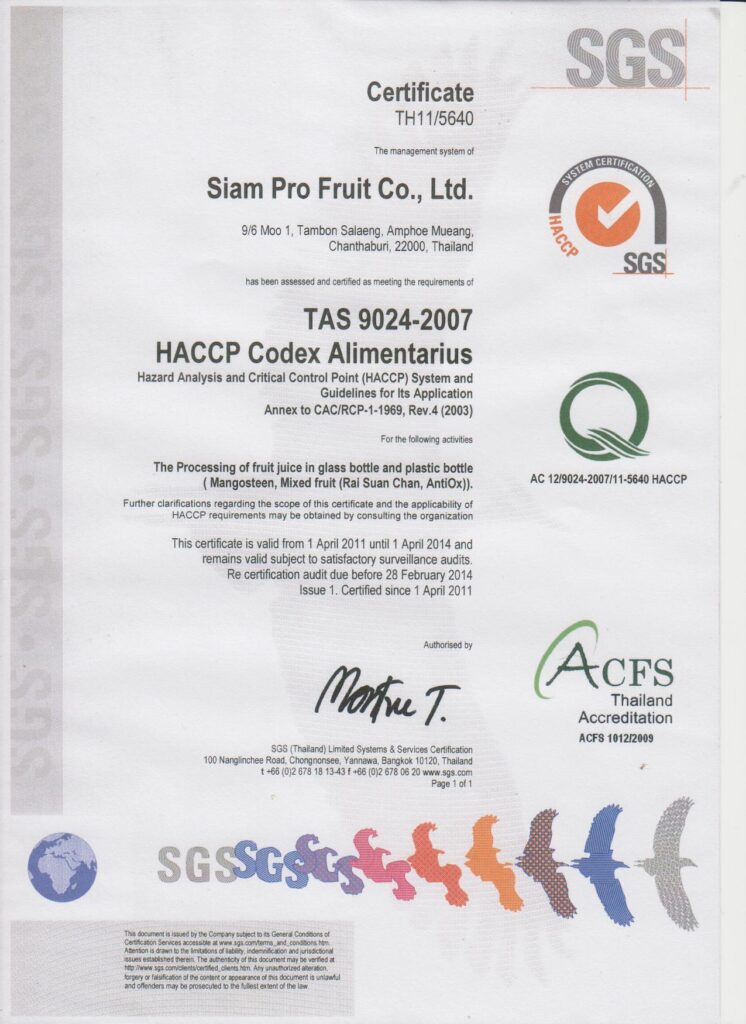 SGS
Certificate
TH11/5640
The management system of
Siam Pro Fruit Co., Ltd.
9/6 Moo 1, Tambon Salaeng, Amphoe Mueang,
Chanthaburi, 22000, Thailand
has been assessed and certified as meeting the requirements of
TAS 9024-2007
HACCP Codex Alimentarius
Hazard Analysis and Critical Control Point (HACCP) System and
Guidelines for Its Application
Annex to CAC/RCP-1-1969, Rev.4 (2003)
For the following activities
The Processing of fruit juice in glass bottle and plastic bottle
( Mangosteen, Mixed fruit (Rai Suan Chan, AntiOx)).
Further clarifications regarding the scope of this certificate and the applicability of
HACCP requirements may be obtained by consulting the organization
This certificate is valid from 1 April 2011 until 1 April 2014 and
remains valid subject to satisfactory surveillance audits.
Re certification audit due before 28 February 2014
Issue 1. Certified since 1 April 2011
Authorised by
SGS (Thailand) Limited Systems & Services Certification
100 Nanglinchee Road, Chongnonsee, Yannawa, Bangkok 10120, Thailand
t +66 (0)2 678 18 13-43 f +66 (0)2 678 06 20 www.sgs.com
Page 1 of 1
SYSTEM CERTIFICATION
HACCP
SGS
AC 12/9024-2007/11-5640 HACCP
ACFS
Thailand
Accreditation
ACFS 1012/2009
SGS SGS SGS
This document is issued by the Company subject to its General Conditions of
Certification Services accessible at www.sgs.com/terms_and_conditions.htm.
Attention is drawn to the limitations of liability, indemnification and jurisdictional
issues established therein. The authenticity of this document may be verified at
http://www.sgs.com/clients/certified_clients.htm. Any unauthorized alteration,
forgery or falsification of the content or appearance of this document is unlawful
and offenders may be prosecuted to the fullest extent of the law.
SGS · SGS · SGS · SGS